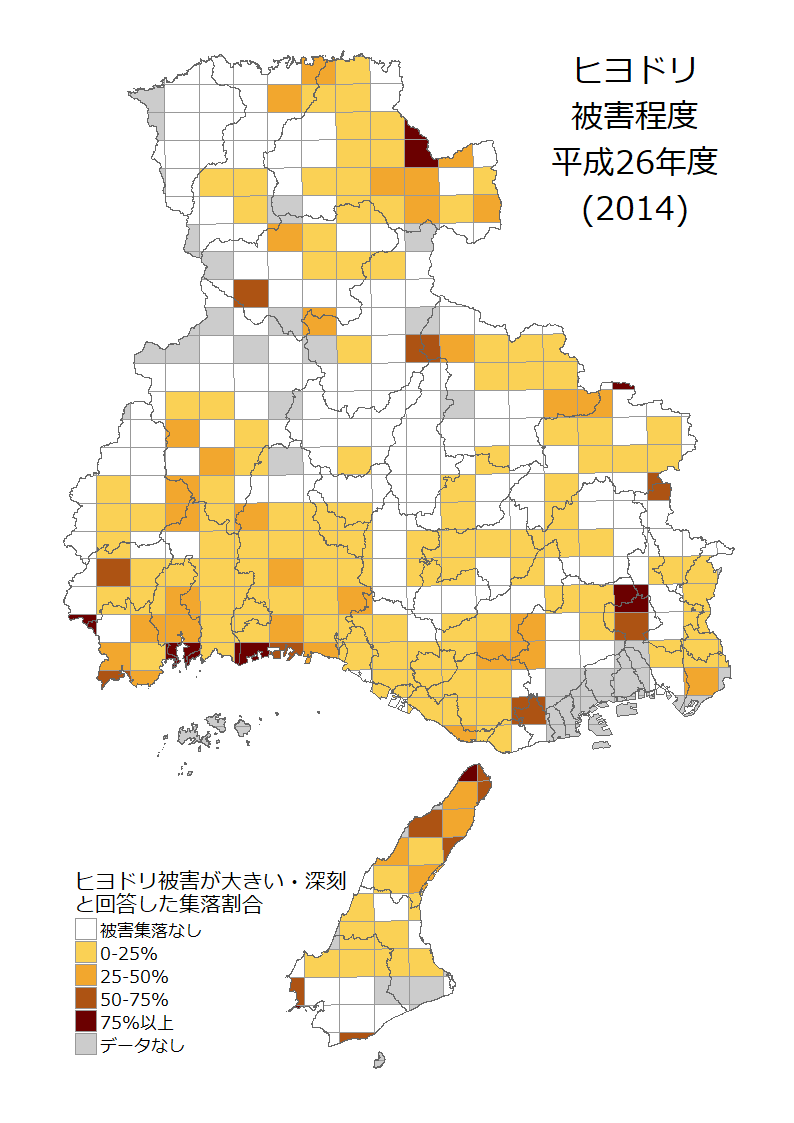 ヒヨドリ
被害程度
平成26年度
(2014)
ヒヨドリ被害が大きい・深刻
と回答した集落割合
被害集落なし
0-25%
25-50%
50-75%
75%以上
データなし